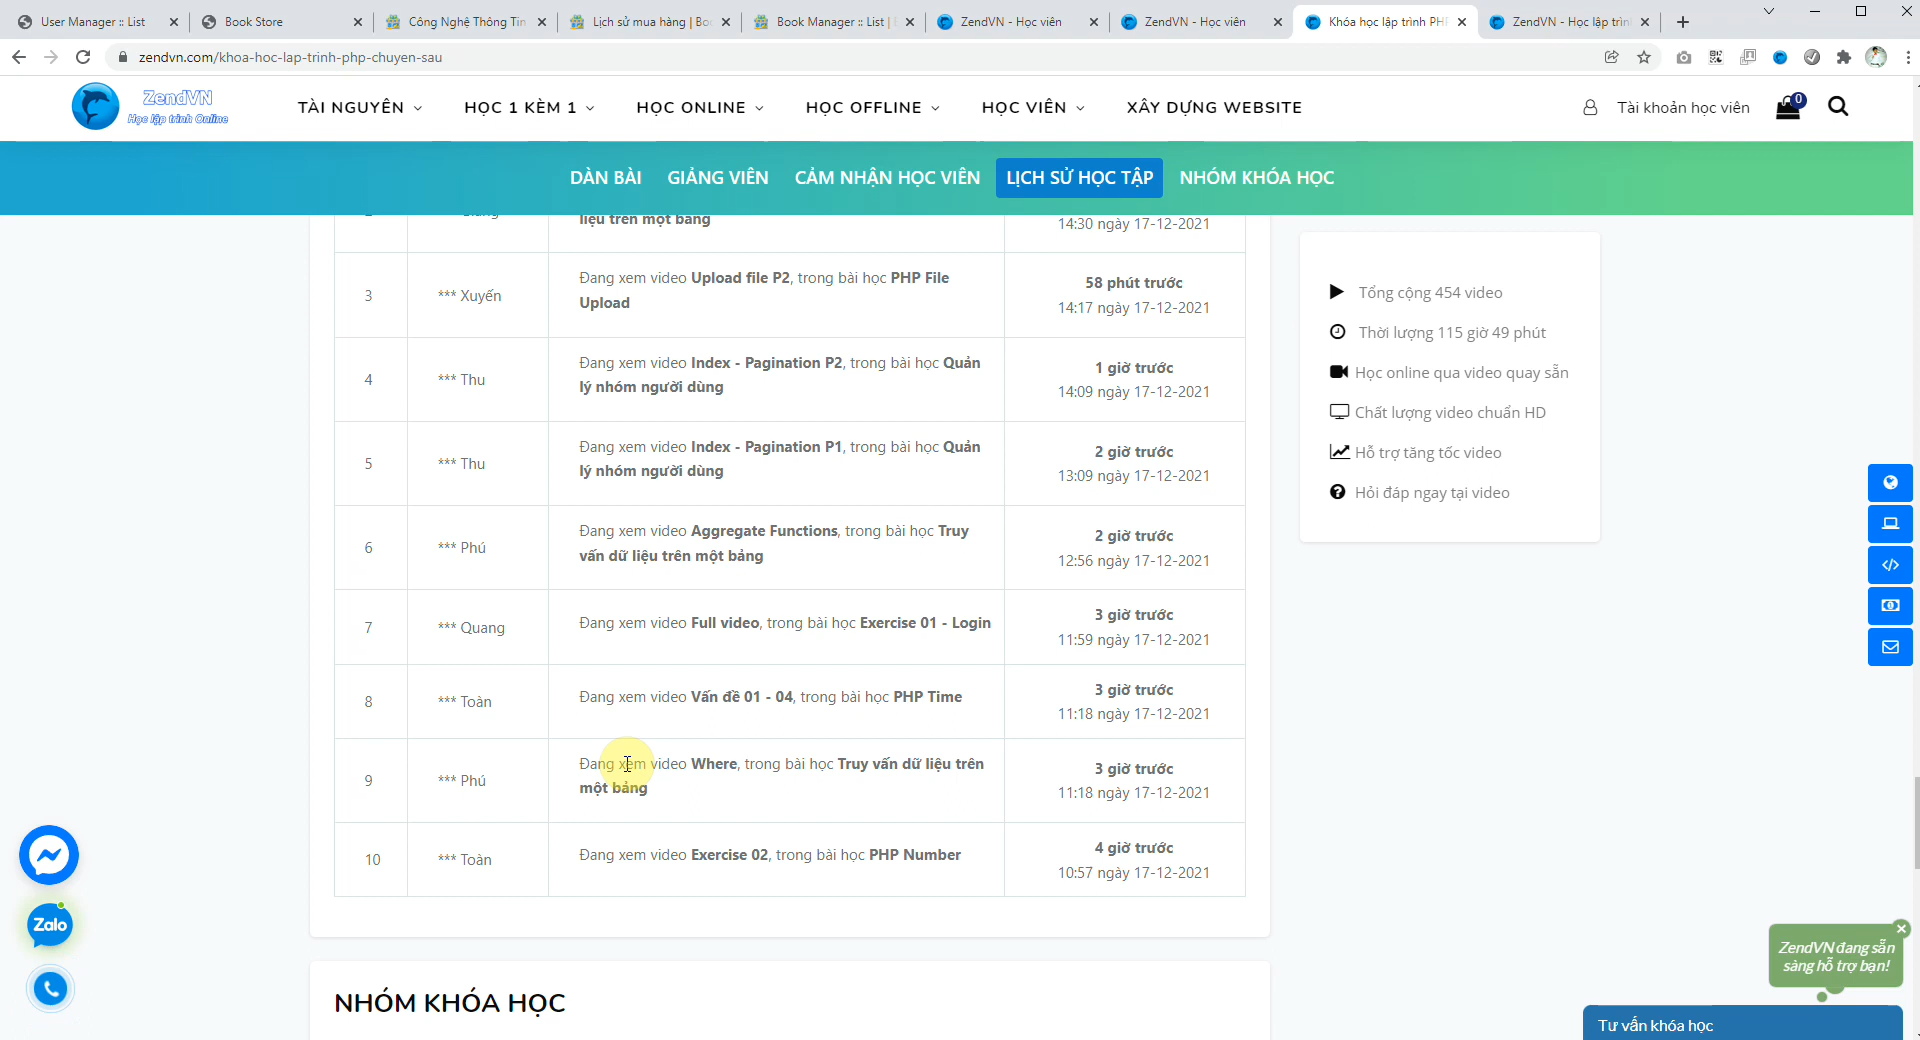 User Manager :: List
Book Store
Công Nghệ Thông Tin
Lịch sử mua hàng | Bo
Book Manager :: List |
ZendVN - Học viên
ZendVN - Học viên
Khóa học lập trình PH
ZendVN - Học lập trìn
zendvn.com/khoa-hoc-lap-trinh-php-chuyen-sau
ZendVN
Học lập trình Online
TÀI NGUYÊN
HỌC 1 KÈM 1
HỌC ONLINE
HỌC OFFLINE
HỌC VIÊN
XÂY DỰNG WEBSITE
Tài khoản học viên
0
DÀN BÀI
GIẢNG VIÊN
CẢM NHẬN HỌC VIÊN
LỊCH SỬ HỌC TẬP
NHÓM KHÓA HỌC
liệu trên một bảng
14:30 ngày 17-12-2021
3
*** Xuyến
Đang xem video Upload file P2, trong bài học PHP File
Upload
58 phút trước
14:17 ngày 17-12-2021
4
*** Thu
Đang xem video Index - Pagination P2, trong bài học Quản
lý nhóm người dùng
1 giờ trước
14:09 ngày 17-12-2021
5
*** Thu
Đang xem video Index - Pagination P1, trong bài học Quản
lý nhóm người dùng
2 giờ trước
13:09 ngày 17-12-2021
6
*** Phú
Đang xem video Aggregate Functions, trong bài học Truy
vấn dữ liệu trên một bảng
2 giờ trước
12:56 ngày 17-12-2021
7
*** Quang
Đang xem video Full video, trong bài học Exercise 01 - Login
3 giờ trước
11:59 ngày 17-12-2021
8
*** Toàn
Đang xem video Vấn đề 01 - 04, trong bài học PHP Time
3 giờ trước
11:18 ngày 17-12-2021
9
*** Phú
Đang xem video Where, trong bài học Truy vấn dữ liệu trên
một bảng
3 giờ trước
11:18 ngày 17-12-2021
10
*** Toàn
Đang xem video Exercise 02, trong bài học PHP Number
4 giờ trước
10:57 ngày 17-12-2021
Tổng cộng 454 video
Thời lượng 115 giờ 49 phút
Học online qua video quay sẵn
Chất lượng video chuẩn HD
Hỗ trợ tăng tốc video
Hỏi đáp ngay tại video
Zalo
NHÓM KHÓA HỌC
ZendVN đang sẵn
sàng hỗ trợ bạn!
Tư vấn khóa học